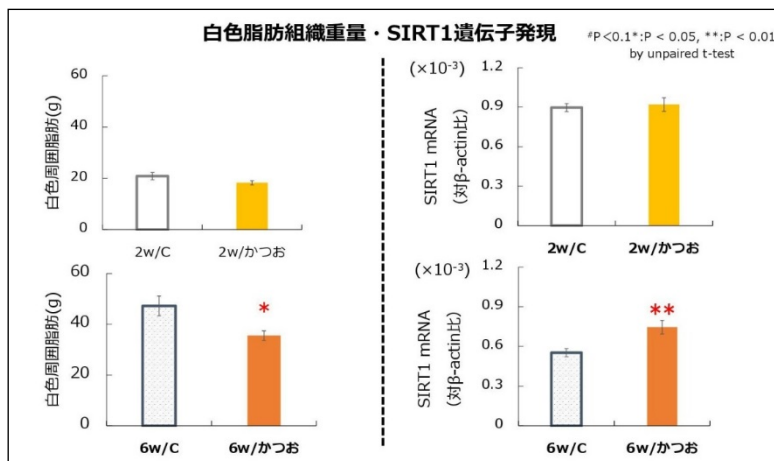 白色脂肪組織重量・SIRT1遺伝子発現
#P<0.1*:P < 0.05, **:P < 0.01
by unpaired t-test
白色周囲脂肪(g)
60
40
20
0
2w/C 2w/かつお
(×10-3)
SIRT1 mRNA
(対β-actin比)
1.2
0.9
0.6
0.3
0
2w/C 2w/かつお
白色周囲脂肪(g)
60
40
20
0
*
6w/C 6w/かつお
(×10-3)
SIRT1 mRNA
(対β-actin比)
1.2
0.9
0.6
0.3
0
**
6w/C 6w/かつお